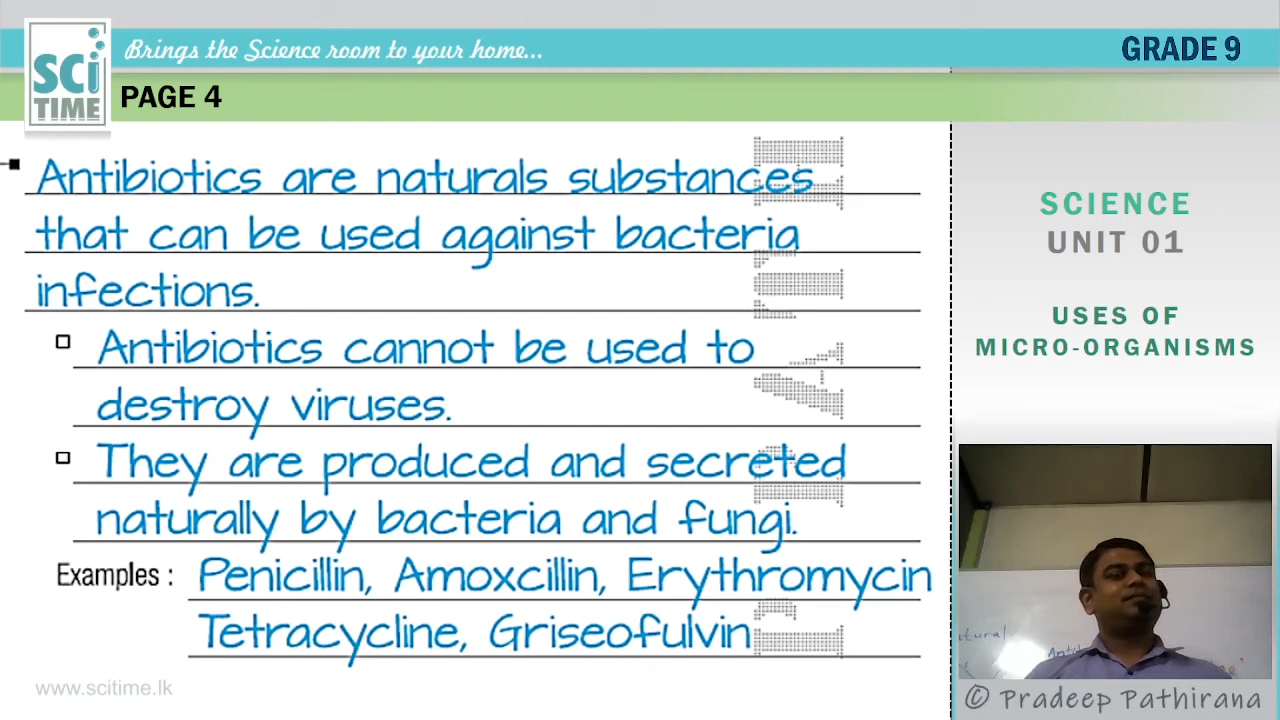 SCi
TIME
Brings the Science room to your home...
GRADE 9
PAGE 4
Antibiotics are naturals substances
that can be used against bacteria
infections.
Antibiotics cannot be used to
destroy viruses.
They are produced and secreted
naturally by bacteria and fungi.
Examples : Penicillin, Amoxcillin, Erythromycin
Tetracycline, Griseofulvin
www.scitime.lk
SCIENCE
UNIT 01
USES OF
MICRO-ORGANISMS
© Pradeep Pathirana